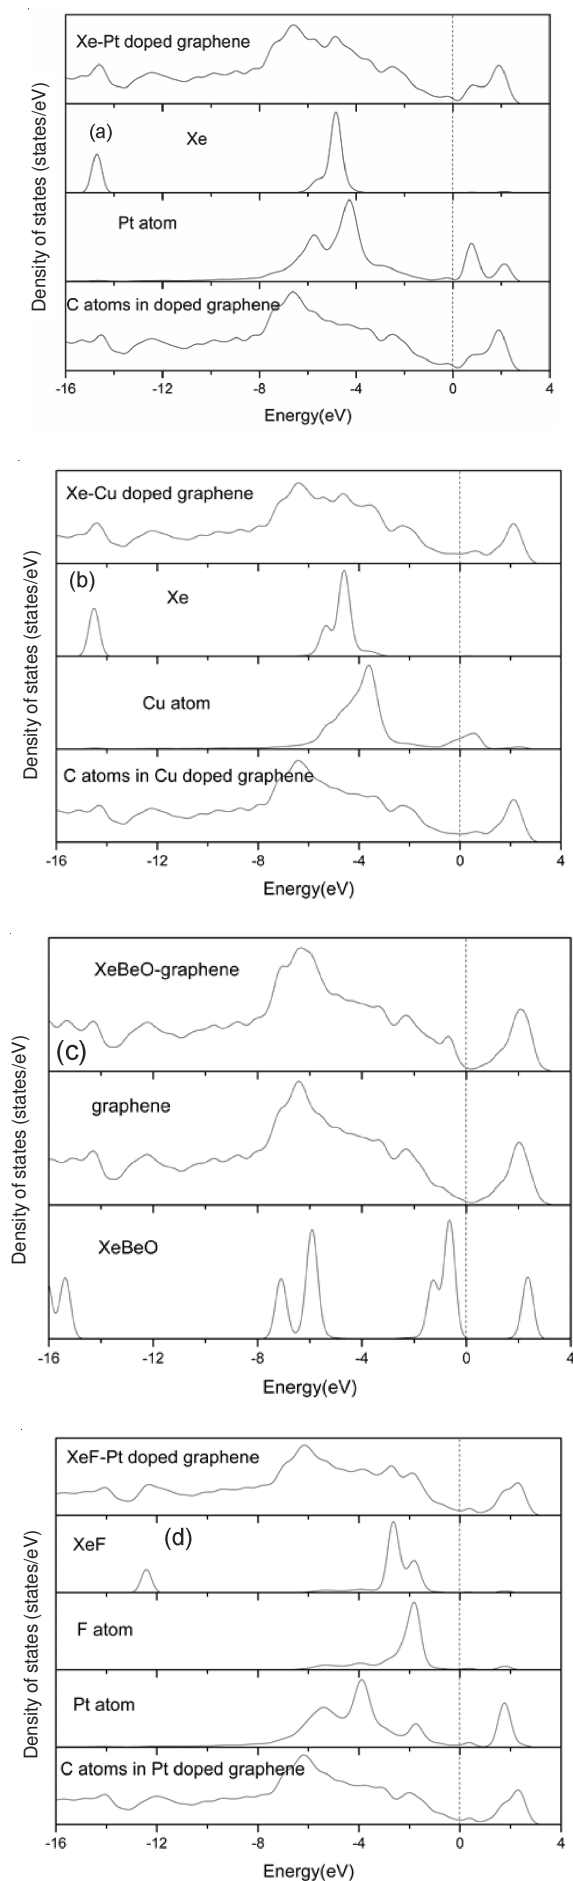 Xe-Pt doped graphene
(a)
Xe
Pt atom
C atoms in doped graphene
Density of states (states/eV)
-16 -12 -8 -4 0 4
Energy(eV)
Xe-Cu doped graphene
(b)
Xe
Cu atom
C atoms in Cu doped graphene
Density of states (states/eV)
-16 -12 -8 -4 0 4
Energy(eV)
XeBeO-graphene
(c)
graphene
XeBeO
Density of states (states/eV)
-16 -12 -8 -4 0 4
Energy(eV)
XeF-Pt doped graphene
XeF
(d)
F atom
Pt atom
C atoms in Pt doped graphene
Density of states (states/eV)
-16 -12 -8 -4 0 4
Energy(eV)